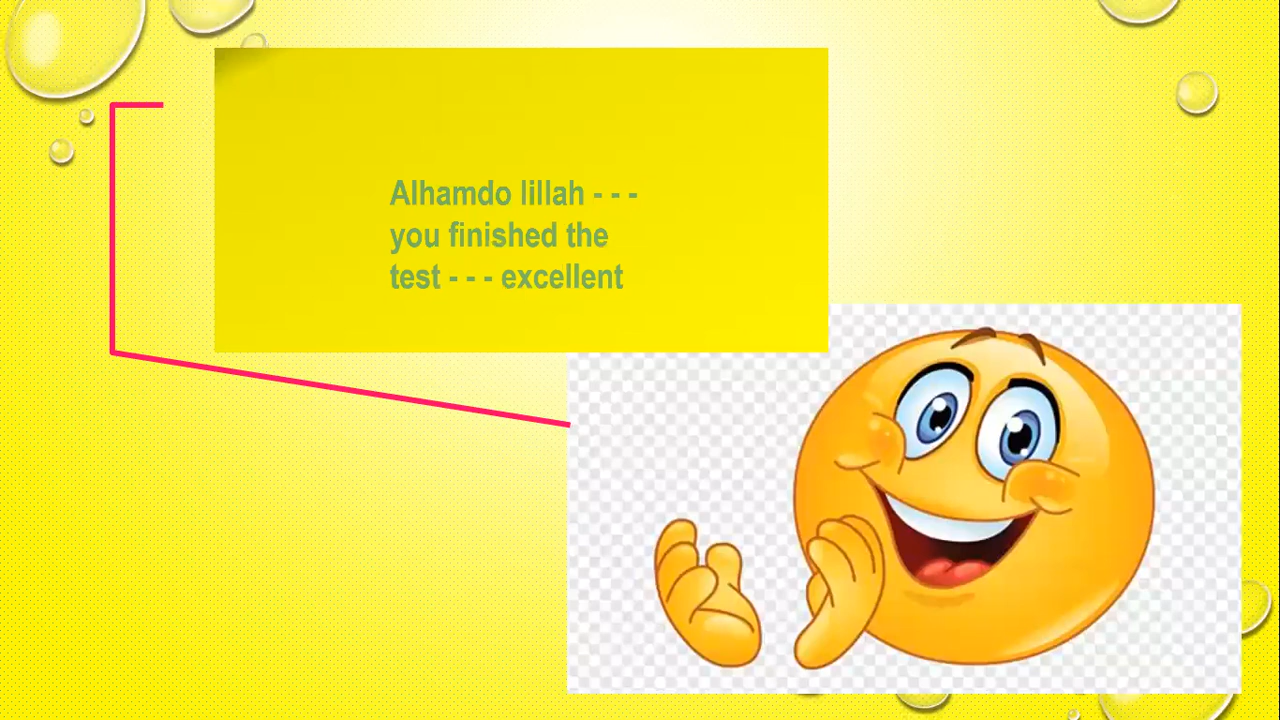 Alhamdo lillah - - -
you finished the
test - - - excellent